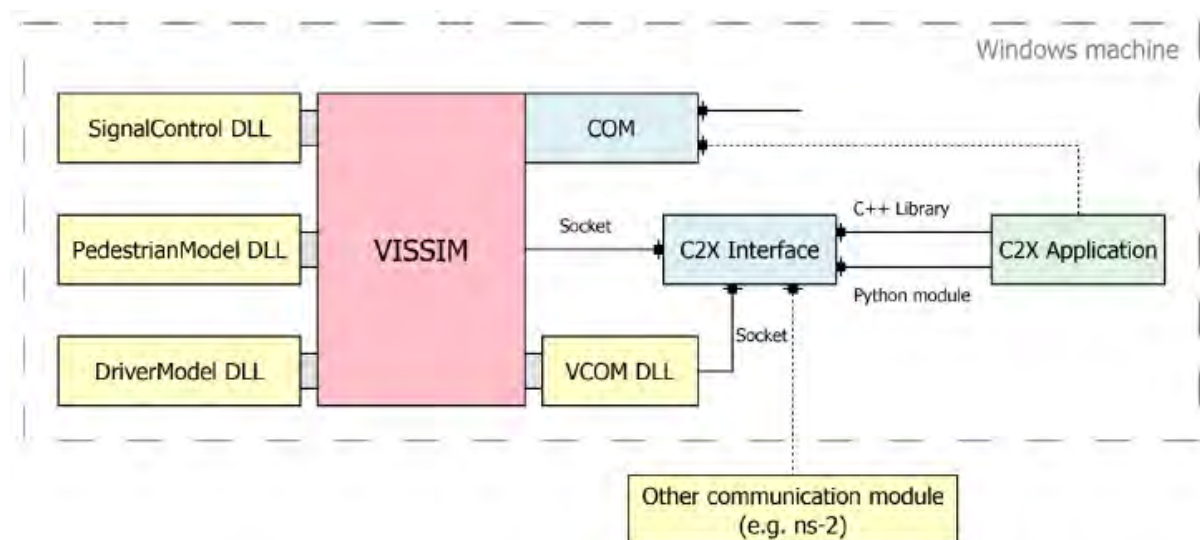 Windows machine
SignalControl DLL
COM
PedestrianModel DLL
VISSIM
Socket
C2X Interface
C++ Library
Python module
C2X Application
DriverModel DLL
VCOM DLL
Socket
Other communication module
(e.g. ns-2)